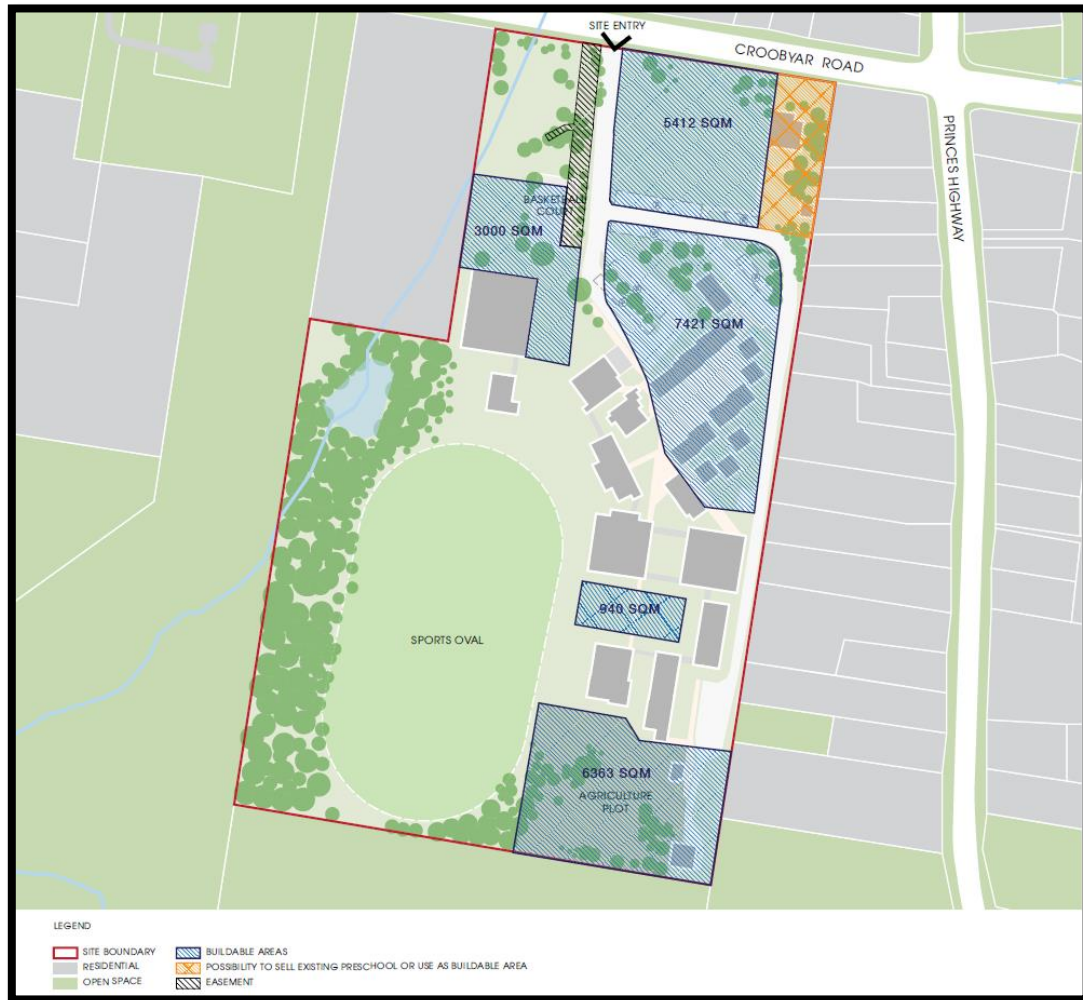 SITE ENTRY
CROOBYAR ROAD
PRINCES HIGHWAY
5412 SQM
BASKETBALL
COURT
3000 SQM
7421 SQM
940 SQM
SPORTS OVAL
6363 SQM
AGRICULTURE
PLOT
LEGEND
SITE BOUNDARY
RESIDENTIAL
OPEN SPACE
BUILDABLE AREAS
POSSIBILITY TO SELL EXISTING PRESCHOOL OR USE AS BUILDABLE AREA
EASEMENT